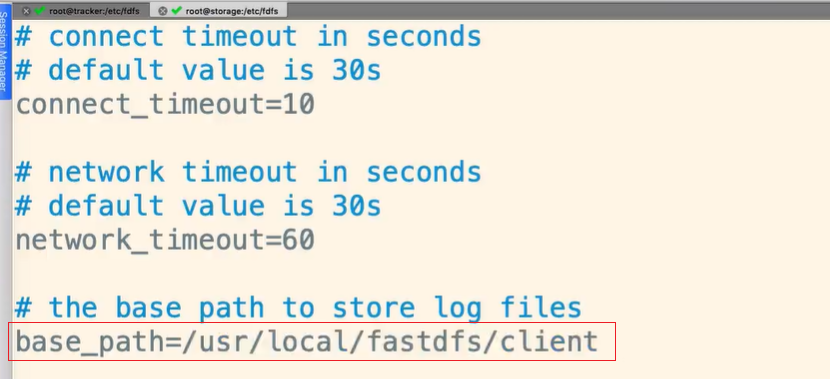 Session Manager
root@tracker:/etc/fdfs
root@storage:/etc/fdfs
# connect timeout in seconds
# default value is 30s
connect_timeout=10
# network timeout in seconds
# default value is 30s
network_timeout=60
# the base path to store log files
base_path=/usr/local/fastdfs/client